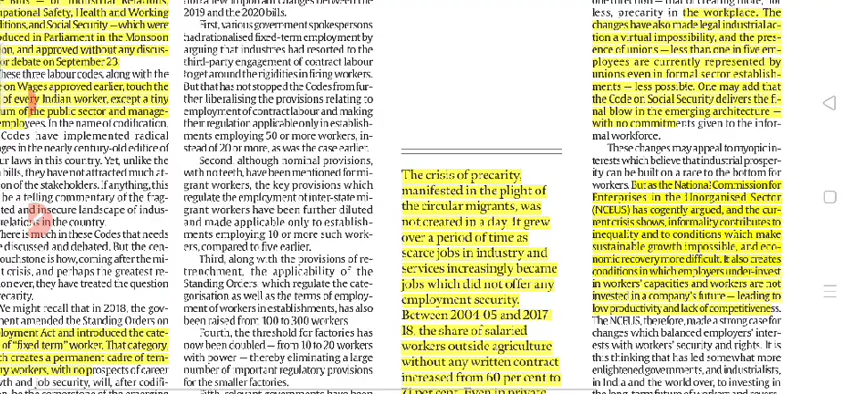 upational Safety, Health and Working
ditions, and Social Security — which were
oduced in Parliament in the Monsoon
ion, and approved without any discus-
or debate on September 23.
hese three labour codes, along with the
e on Wages approved earlier, touch the
of every Indian worker, except a tiny
um of the public sector and manage-
employees. In the name of codification,
Codes have implemented radical
nges in the nearly century-old edifice of
ur laws in this country. Yet, unlike the
bills, they have not attracted much at-
on of the stakeholders. If anything, this
be a telling commentary of the frag-
ted and insecure landscape of indus-
relations in the country.
here is much in these Codes that needs
e discussed and debated. But the cen-
ouchstone is how, coming after the mi-
t crisis, and perhaps the greatest re-
onover, they have treated the question
recarity.
We might recall that in 2018, the gov-
ment amended the Standing Orders on
loyment Act and introduced the cate-
of "fixed term" worker. That category
ch creates a permanent cadre of tem-
ry workers, with no prospects of career
wth and job security, will, after codifi-
2019 and the 2020 bills.
First, various government spokespersons
had rationalised fixed-term employment by
arguing that industries had resorted to the
third-party engagement of contract labour
to get around the rigidities in firing workers.
But that has not stopped the Codes from fur-
ther liberalising the provisions relating to
employment of contract labour and making
their regulation applicable only in establish-
ments employing 50 or more workers, in-
stead of 20 or more, as was the case earlier.
Second, although nominal provisions,
with no teeth, have been mentioned for mi-
grant workers, the key provisions which
regulate the employment of inter-state mi-
grant workers have been further diluted
and made applicable only to establish-
ments employing 10 or more such work-
ers, compared to five earlier.
Third, along with the provisions of re-
trenchment, the applicability of the
Standing Orders, which regulate the cate-
gorisation as well as the terms of employ-
ment of workers in establishments, has also
been raised from 100 to 300 workers.
Fourth, the threshold for factories has
now been doubled — from 10 to 20 workers
with power — thereby eliminating a large
number of important regulatory provisions
for the smaller factories.
The crisis of precarity,
manifested in the plight of
the circular migrants, was
not created in a day. It grew
over a period of time as
scarce jobs in industry and
services increasingly became
jobs which did not offer any
employment security.
Between 2004-05 and 2017-
18, the share of salaried
workers outside agriculture
without any written contract
increased from 60 per cent to
71 per cent. Even in private
less, precarity in the workplace. The
changes have also made legal industrial ac-
tion a virtual impossibility, and the pres-
ence of unions — less than one in five em-
ployees are currently represented by
unions even in formal sector establish-
ments — less possible. One may add that
the Code on Social Security delivers the fi-
nal blow in the emerging architecture —
with no commitments given to the infor-
mal workforce.
These changes may appeal to myopic in-
terests which believe that industrial prosper-
ity can be built on a race to the bottom for
workers. But as the National Commission for
Enterprises in the Unorganised Sector
(NCEUS) has cogently argued, and the cur-
rent crisis shows, informality contributes to
inequality and to conditions which make
sustainable growth impossible, and eco-
nomic recovery more difficult. It also creates
conditions in which employers under-invest
in workers' capacities and workers are not
invested in a company's future — leading to
low productivity and lack of competitiveness.
The NCEUS, therefore, made a strong case for
changes which balanced employers' inter-
ests with workers' security and rights. It is
this thinking that has led somewhat more
enlightened governments, and industrialists,
in India and the world over, to investing in